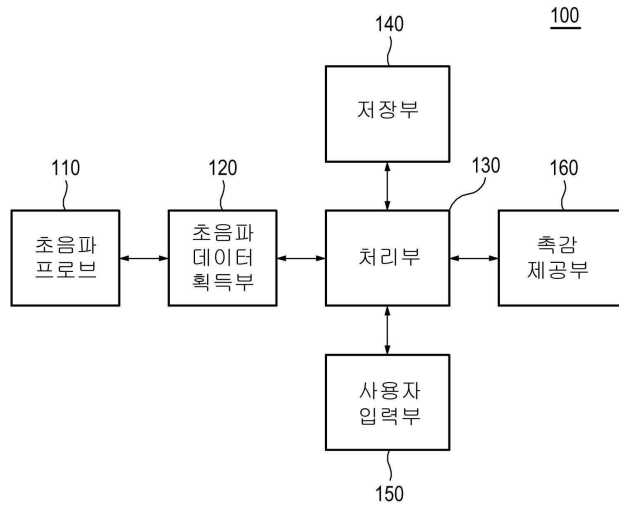 100
140
저장부
110
120
130
160
초음파
프로브
초음파
데이터
획득부
처리부
촉감
제공부
사용자
입력부
150